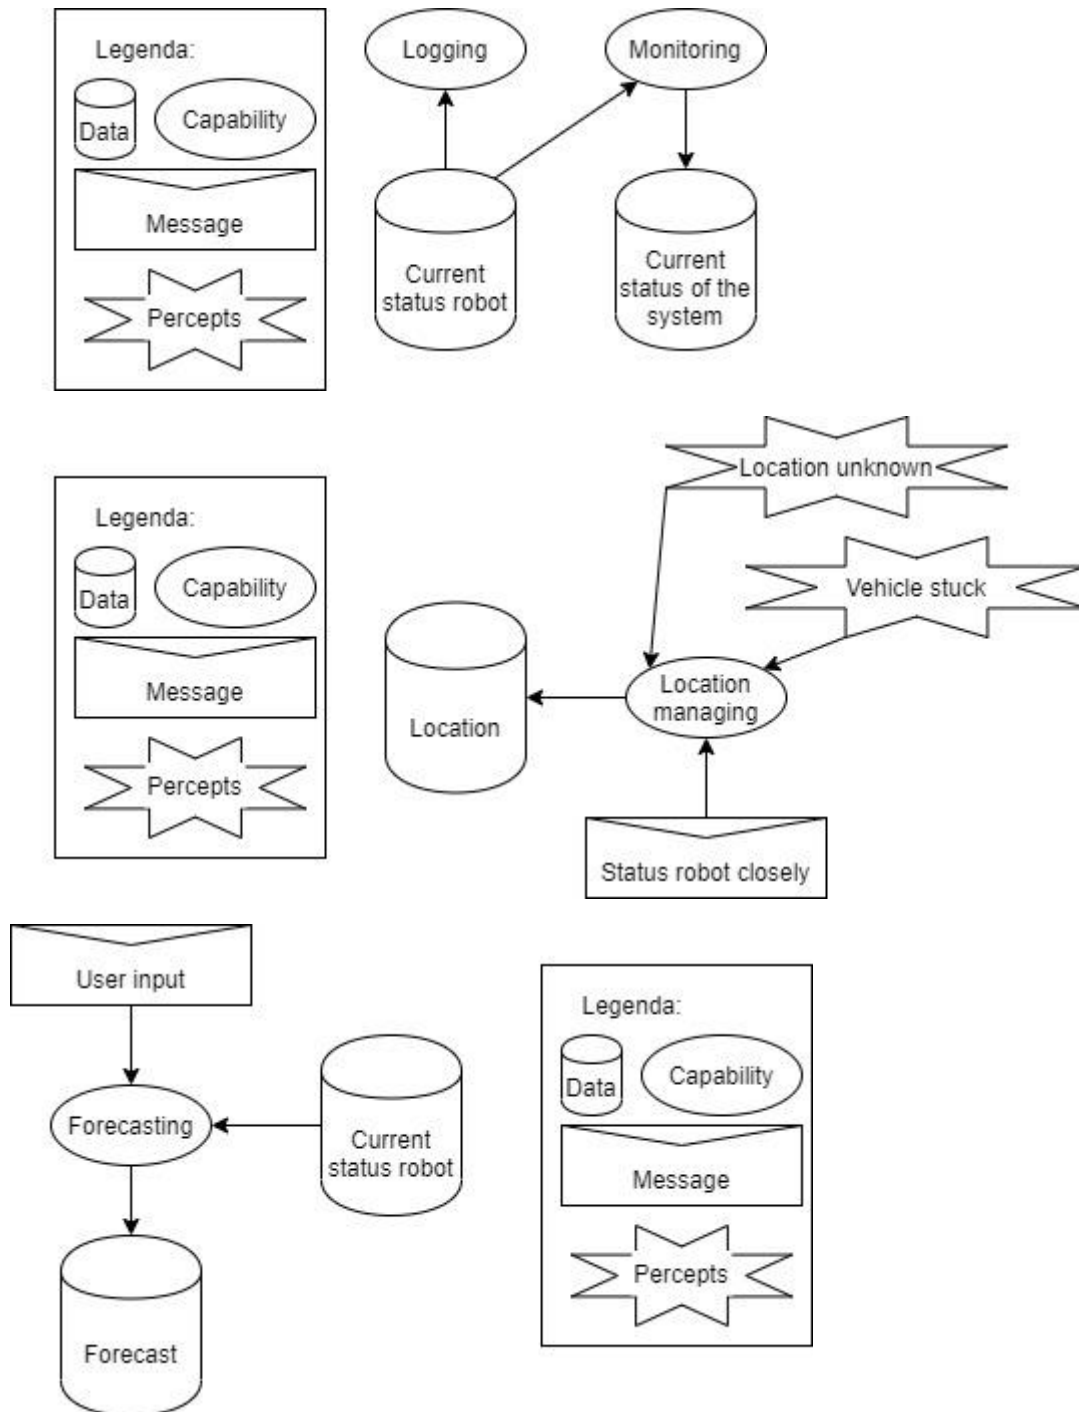 Legenda:
Data
Capability
Message
Percepts
Logging
Monitoring
Current
status robot
Current
status of the
system
Legenda:
Data
Capability
Message
Percepts
Location unknown
Vehicle stuck
Location
managing
Location
Status robot closely
User input
Forecasting
Current
status robot
Forecast
Legenda:
Data
Capability
Message
Percepts